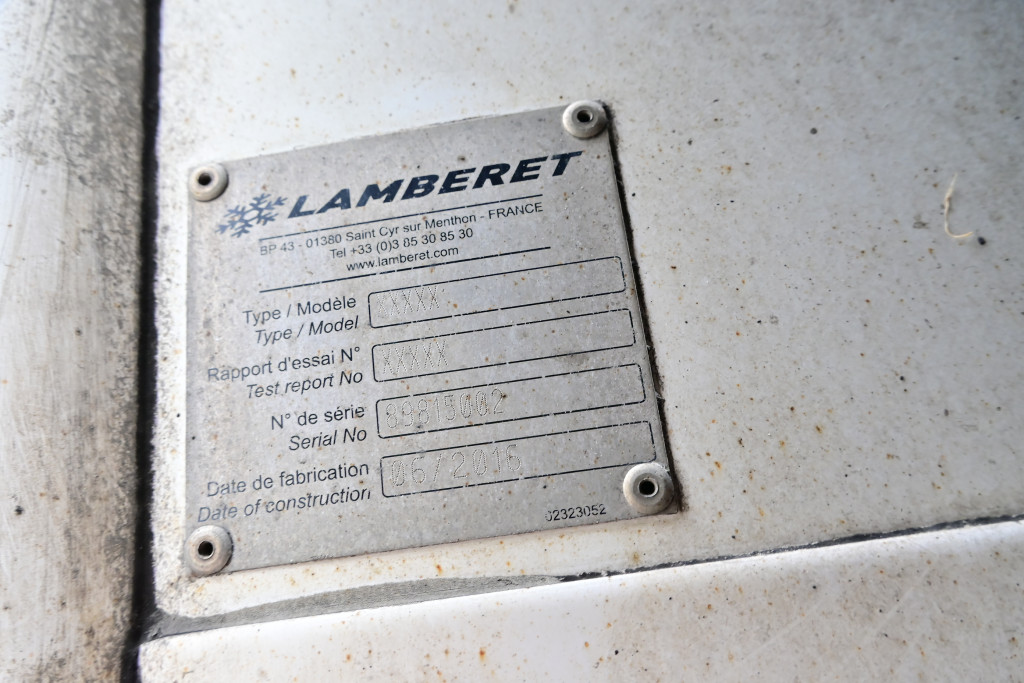 LAMBERET
BP 43 - 01380 Saint Cyr sur Menthon - FRANCE
Tel +33 (0)3 85 30 85 30
www.lamberet.com
Type / Modèle
Type / Model
XXXXX
Rapport d'essai N°
Test report No
XXXXX
N° de série
Serial No
89815002
Date de fabrication
Date of construction
06/2016
02323052